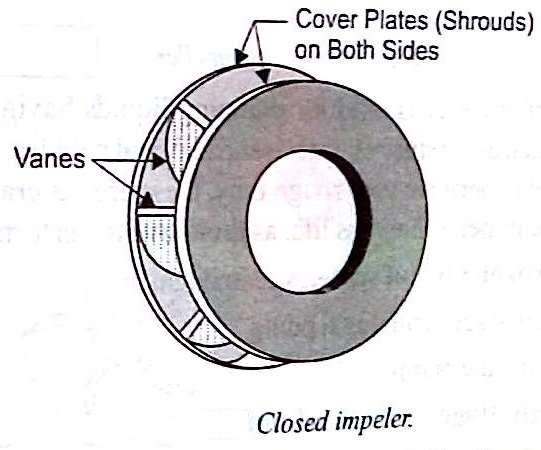 Cover Plates (Shrouds)
on Both Sides
Vanes
Closed impeler.